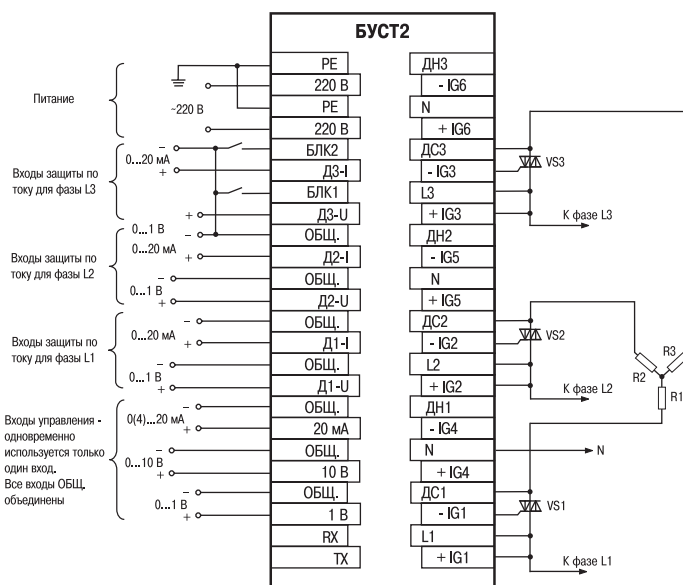 БУСТ2
PE
220 В
PE
220 В
БЛК2
Д3-I
БЛК1
Д3-U
ОБЩ.
Д2-I
ОБЩ.
Д2-U
ОБЩ.
Д1-I
ОБЩ.
Д1-U
ОБЩ.
20 мА
ОБЩ.
10 В
ОБЩ.
1 В
RX
TX
ДН3
- IG6
N
+ IG6
ДС3
- IG3
L3
+ IG3
ДН2
- IG5
N
+ IG5
ДС2
- IG2
L2
+ IG2
ДН1
- IG4
N
+ IG4
ДС1
- IG1
L1
+ IG1
Питание
~220 В
Входы защиты по
току для фазы L3
−
0...20 мА
+
+
0...1 В
−
Входы защиты по
току для фазы L2
0...20 мА
+
−
0...1 В
+
Входы защиты по
току для фазы L1
−
0...20 мА
+
−
0...1 В
+
Входы управления -
одновременно
используется только
один вход.
Все входы ОБЩ.
объединены
−
0(4)...20 мА
+
−
0...10 В
+
−
0...1 В
+
VS3
К фазе L3
VS2
К фазе L2
R2
R3
R1
N
VS1
К фазе L1